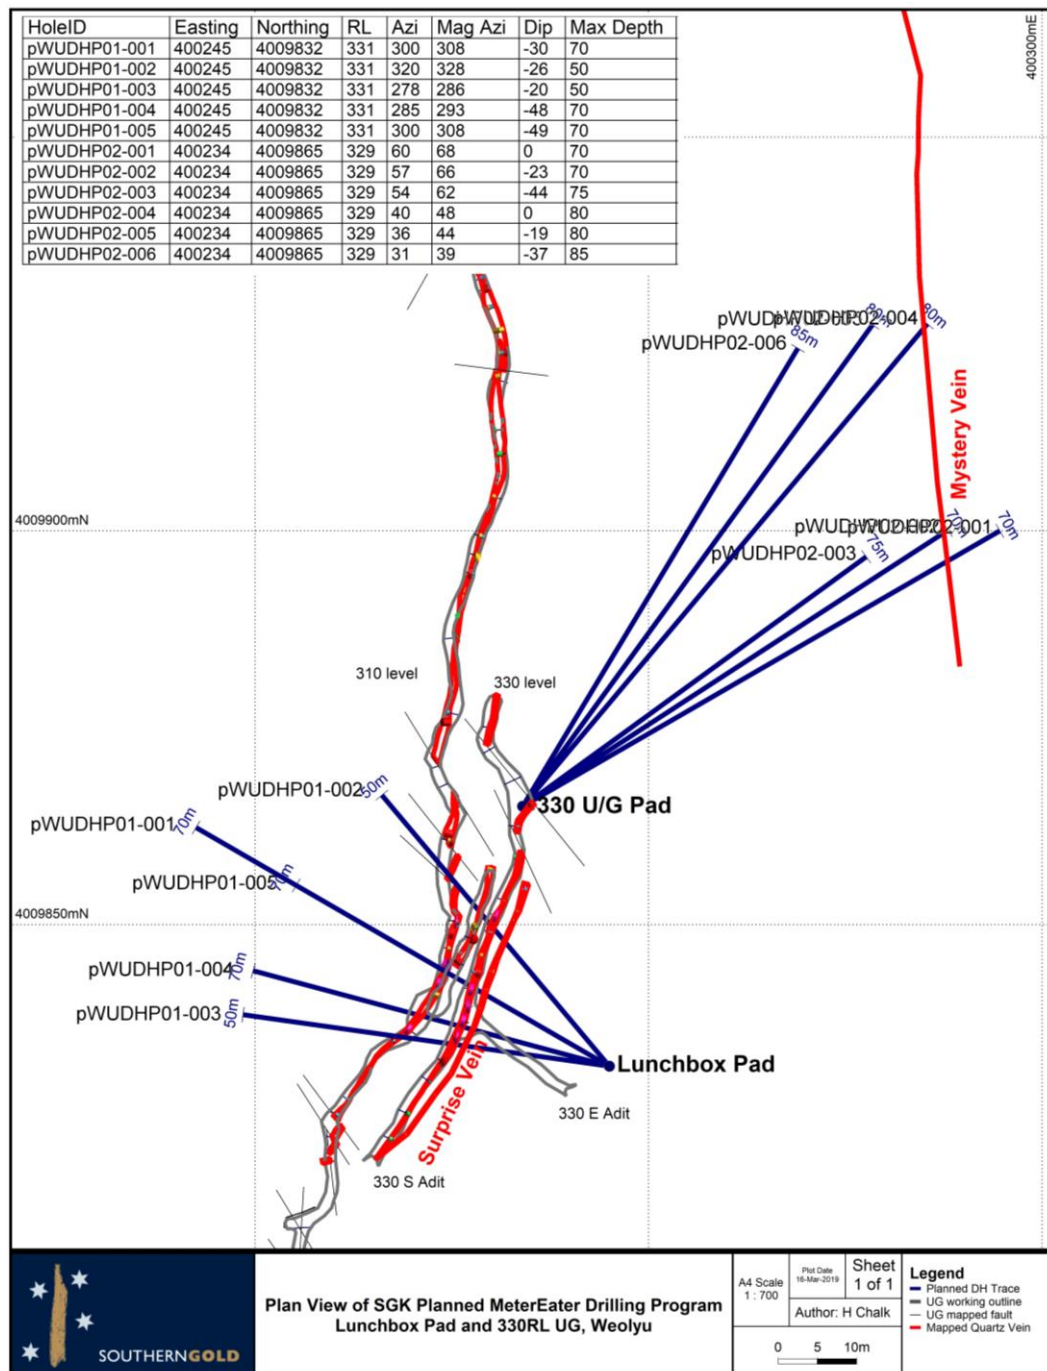 HoleID Easting Northing RL Azi Mag Azi Dip Max Depth
pWUDHP01-001 400245 4009832 331 300 308 -30 70
pWUDHP01-002 400245 4009832 331 320 328 -26 50
pWUDHP01-003 400245 4009832 331 278 286 -20 50
pWUDHP01-004 400245 4009832 331 285 293 -48 70
pWUDHP01-005 400245 4009832 331 300 308 -49 70
pWUDHP02-001 400234 4009865 329 60 68 0 70
pWUDHP02-002 400234 4009865 329 57 66 -23 70
pWUDHP02-003 400234 4009865 329 54 62 -44 75
pWUDHP02-004 400234 4009865 329 40 48 0 80
pWUDHP02-005 400234 4009865 329 36 44 -19 80
pWUDHP02-006 400234 4009865 329 31 39 -37 85
400300mE
pWUDHP02-004
80m
80m
pWUDHP02-006
85m
Mystery Vein
4009900mN
pWUDHP02-001
70m
70m
pWUDHP02-003
75m
310 level
330 level
pWUDHP01-002
50m
330 U/G Pad
pWUDHP01-001
70m
pWUDHP01-005
70m
4009850mN
pWUDHP01-004
70m
pWUDHP01-003
50m
Lunchbox Pad
Surprise Vein
330 E Adit
330 S Adit
SOUTHERNGOLD
Plan View of SGK Planned MeterEater Drilling Program
Lunchbox Pad and 330RL UG, Weolyu
A4 Scale
1 : 700
Plot Date
16-Mar-2019
Sheet
1 of 1
Author: H Chalk
0 5 10m
Legend
Planned DH Trace
UG working outline
UG mapped fault
Mapped Quartz Vein